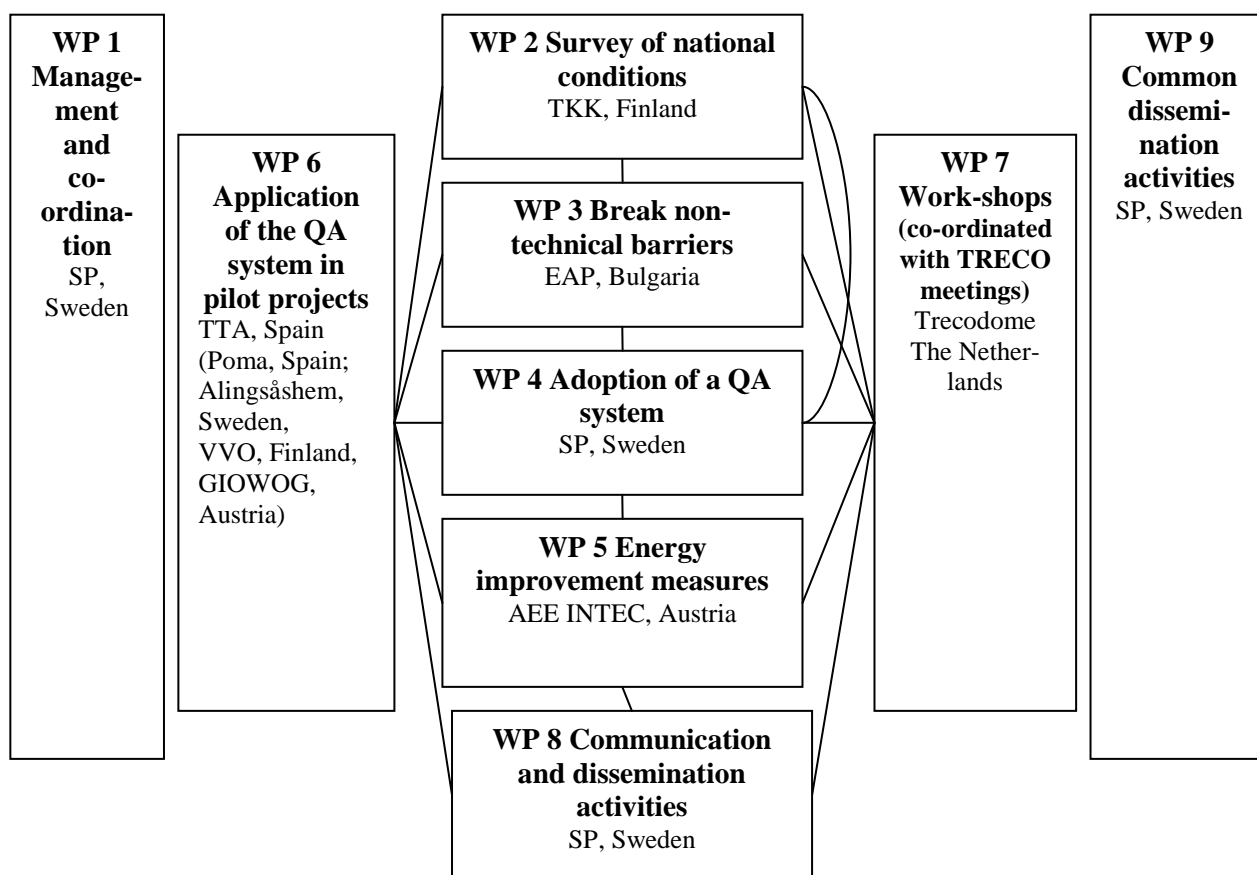 WP 1
Manage-
ment
and
co-
ordina-
tion
SP,
Sweden
WP 6
Application
of the QA
system in
pilot projects
TTA, Spain
(Poma, Spain;
Alingsåshem,
Sweden,
VVO, Finland,
GIOWOG,
Austria)
WP 2 Survey of national
conditions
TKK, Finland
WP 3 Break non-
technical barriers
EAP, Bulgaria
WP 4 Adoption of a QA
system
SP, Sweden
WP 5 Energy
improvement measures
AEE INTEC, Austria
WP 8 Communication
and dissemination
activities
SP, Sweden
WP 7
Work-shops
(co-ordinated
with TRECO
meetings)
Trecodome
The Nether-
lands
WP 9
Common
dissemi-
nation
activities
SP, Sweden